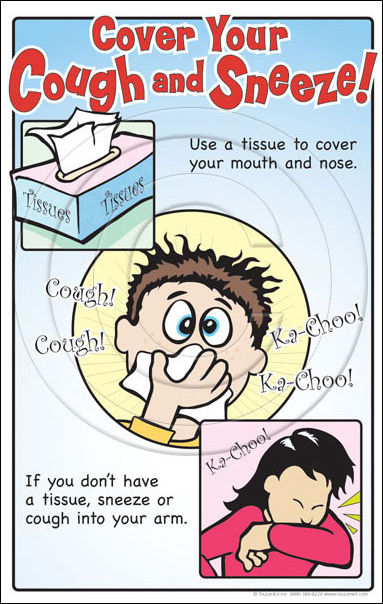 Cover Your
Cough and Sneeze!
Use a tissue to cover
your mouth and nose.
Tissues Tissues
Cough!
Cough!
Ka-Choo!
Ka-Choo!
Ka-Choo!
If you don't have
a tissue, sneeze or
cough into your arm.